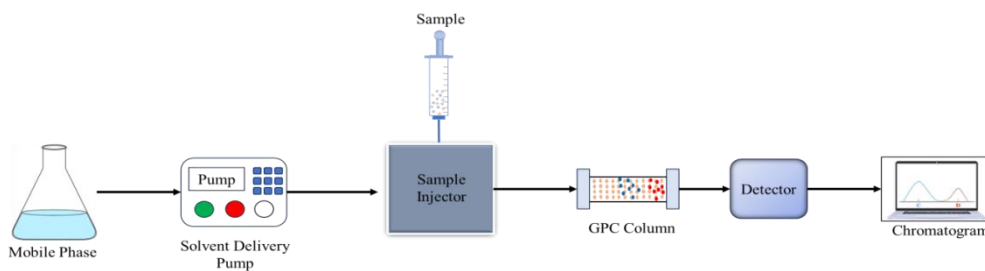 Sample
Pump
Sample
Injector
Detector
Mobile Phase
Solvent Delivery
Pump
GPC Column
Chromatogram